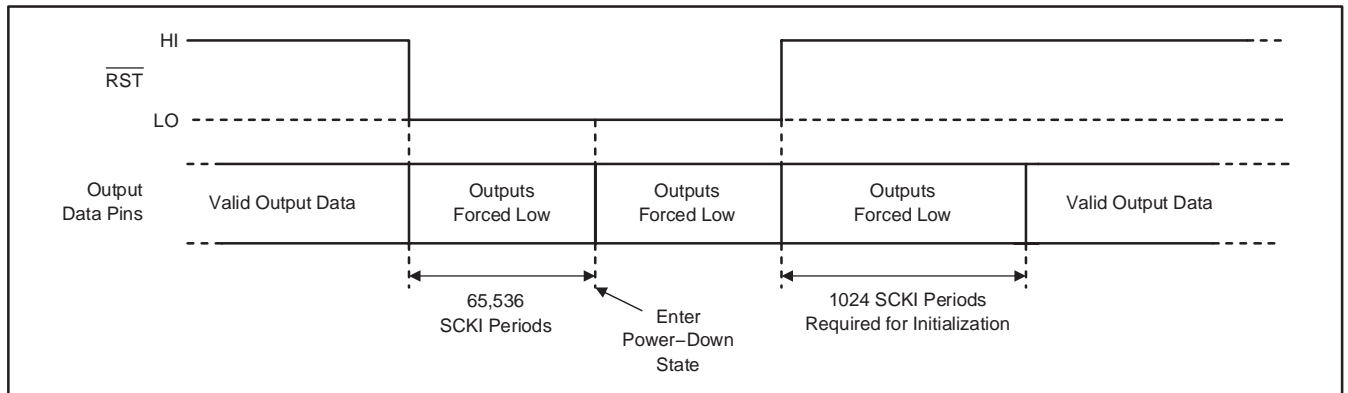 HI
RST
LO
Output
Data Pins
Valid Output Data
Outputs
Forced Low
Outputs
Forced Low
Outputs
Forced Low
Valid Output Data
65,536
SCKI Periods
Enter
Power−Down
State
1024 SCKI Periods
Required for Initialization